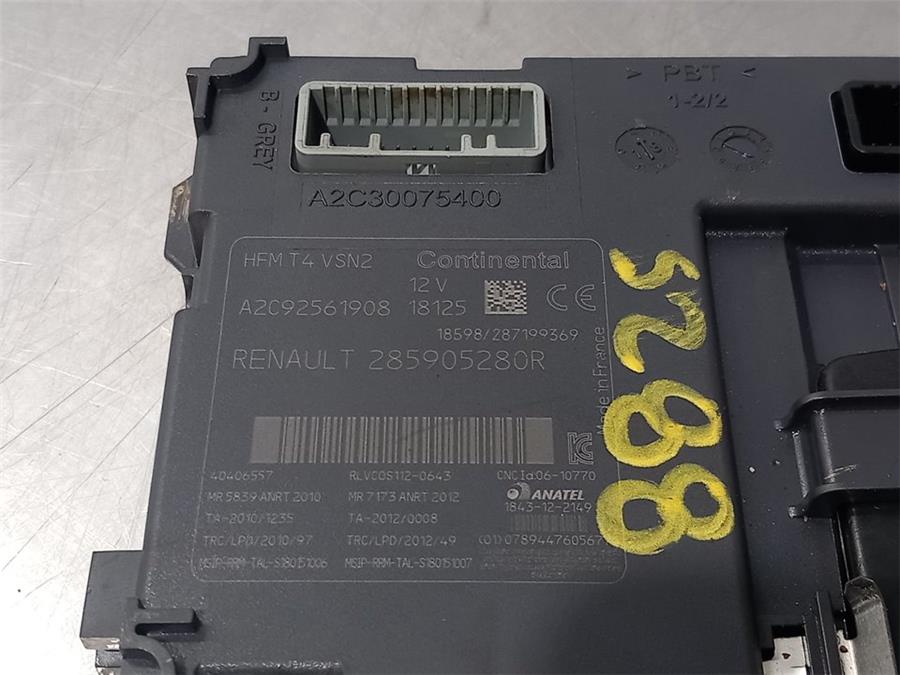 > PBT <
1-2/2
B - GREY
A2C30075400
HFM T4 VSN2 Continental
12 V
A2C92561908 18125 CE
18598/287199369
RENAULT 285905280R
Made in France
40406557 RLVCOS112-0643 CNC Id:06-10770
MR 5839 ANRT 2010 MR 7173 ANRT 2012 ANATEL
1843-12-2149
TA-2010/1235 TA-2012/0008
TRC/LPD/2010/97 TRC/LPD/2012/49 (01)078944760567
MSIP-RRM-TAL-S180151006 MSIP-RRM-TAL-S180151007
5288